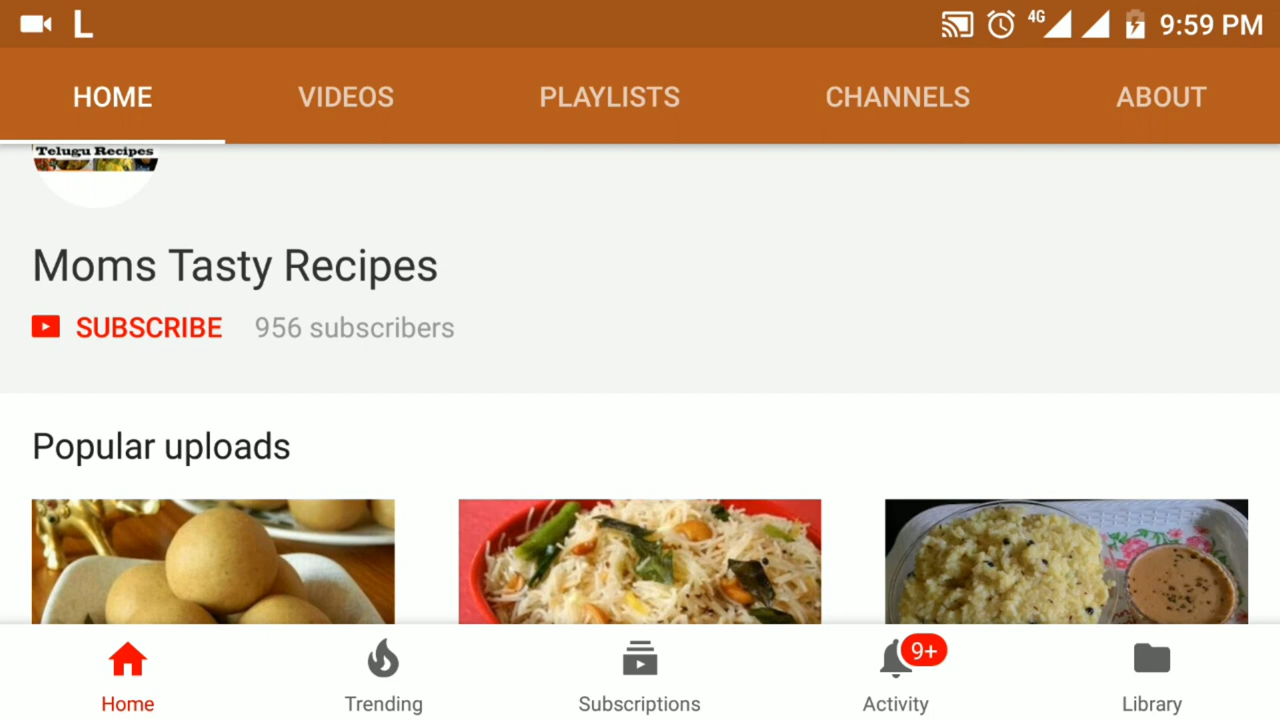 L 4G 9:59 PM
HOME VIDEOS PLAYLISTS CHANNELS ABOUT
Telugu Recipes
Moms Tasty Recipes
SUBSCRIBE 956 subscribers
Popular uploads
9+
Home Trending Subscriptions Activity Library